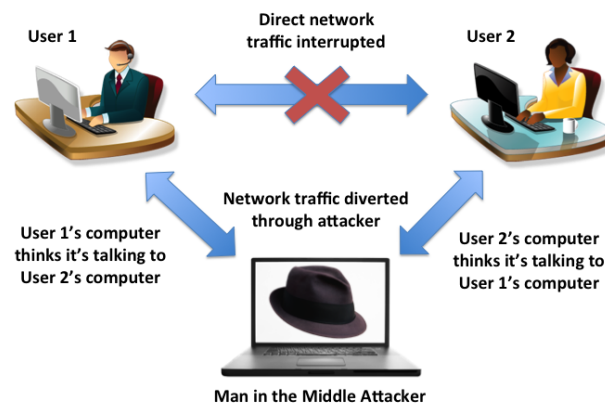 User 1
Direct network
traffic interrupted
User 2
Network traffic diverted
through attacker
User 1’s computer
thinks it’s talking to
User 2’s computer
User 2’s computer
thinks it’s talking to
User 1’s computer
Man in the Middle Attacker